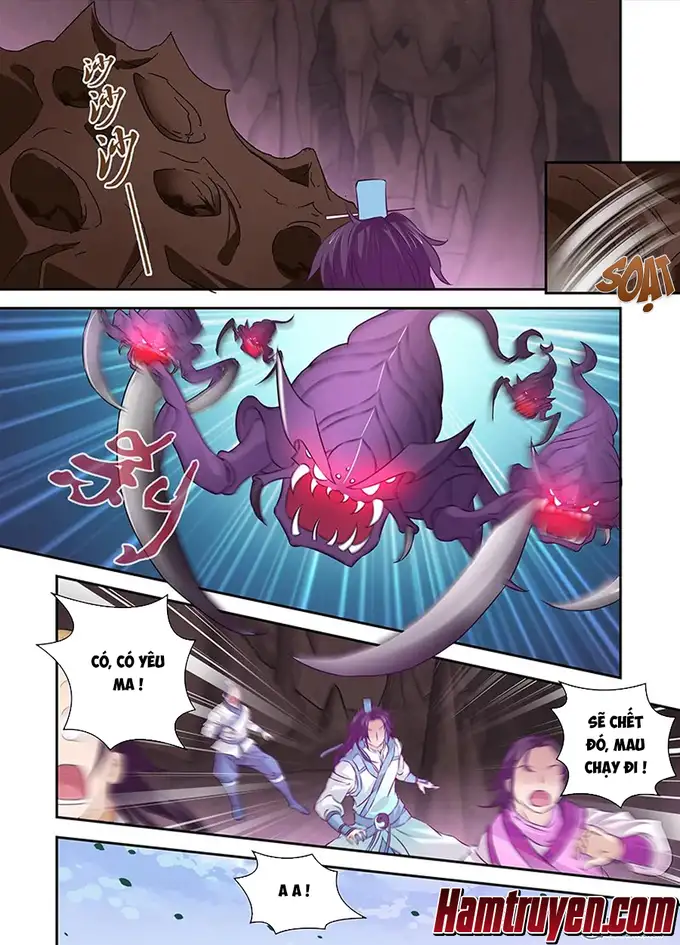 沙沙沙
SOẠT
CÓ, CÓ YÊU
MA !
SẼ CHẾT
ĐÓ, MAU
CHẠY ĐI !
A A !
Hamtruyen.com